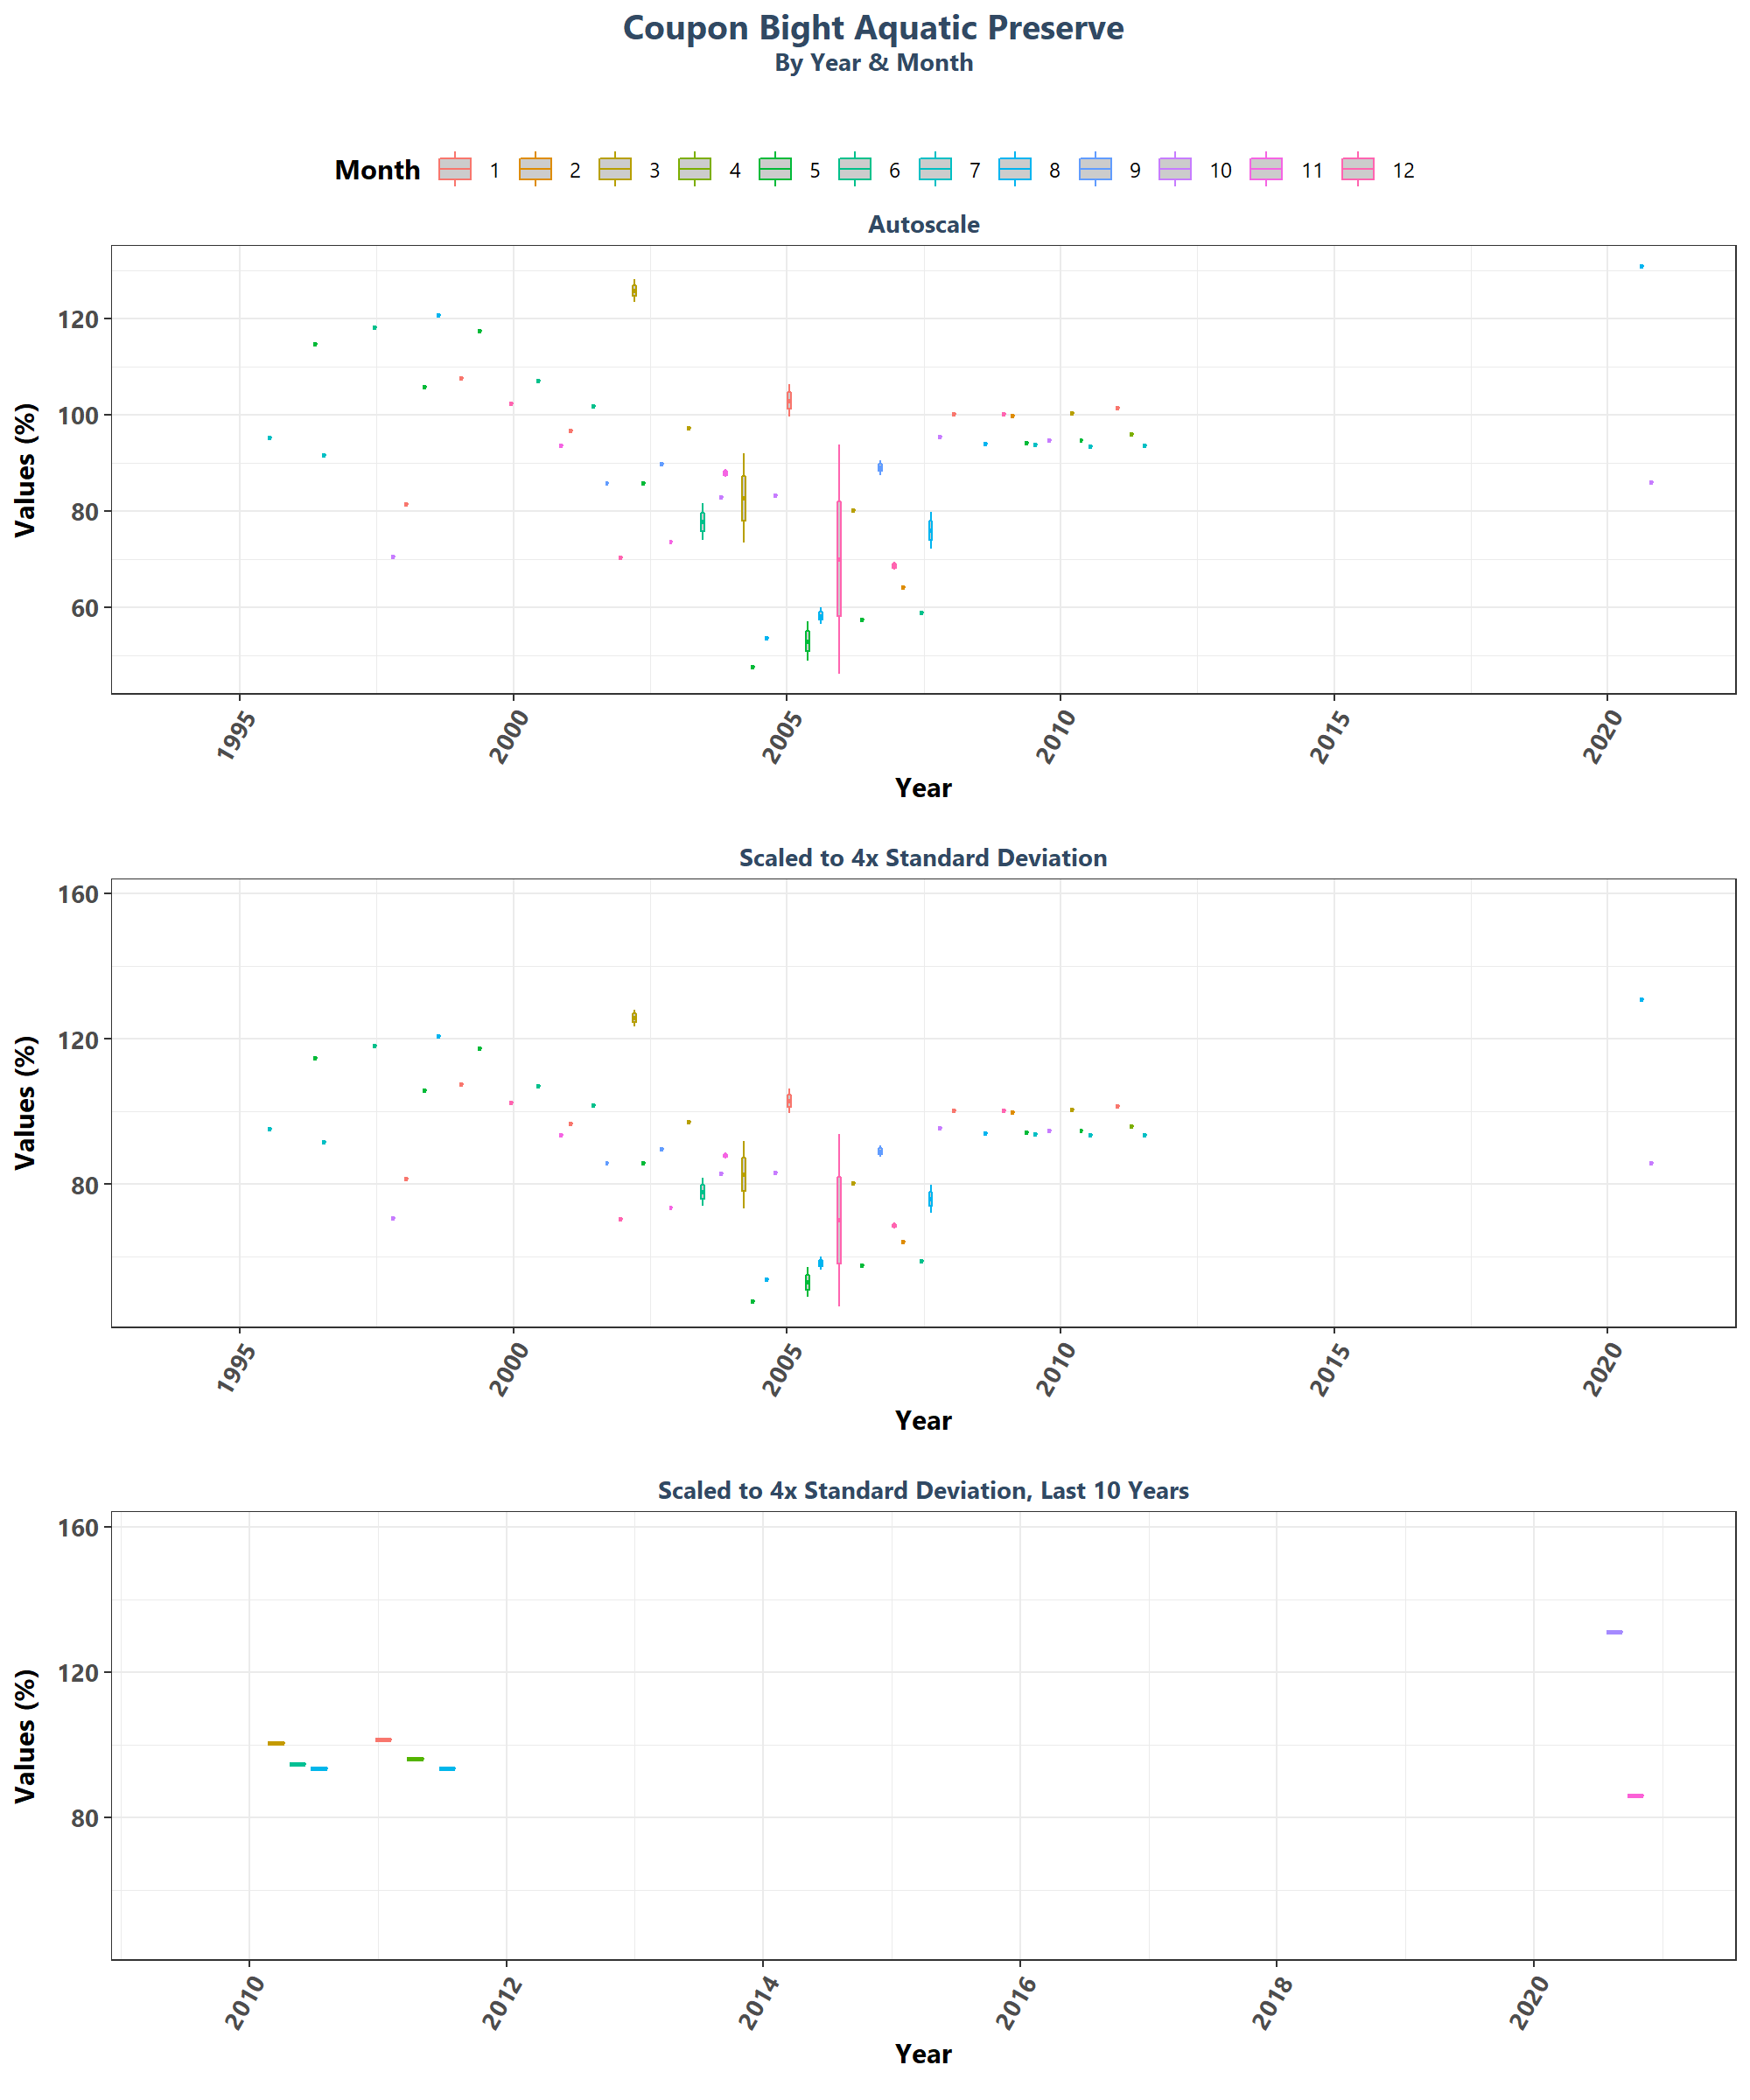 Coupon Bight Aquatic Preserve
By Year & Month
Month 1 2 3 4 5 6 7 8 9 10 11 12
Autoscale
Values (%)
120
100
80
60
1995 2000 2005 2010 2015 2020
Year
Scaled to 4x Standard Deviation
Values (%)
160
120
80
1995 2000 2005 2010 2015 2020
Year
Scaled to 4x Standard Deviation, Last 10 Years
Values (%)
160
120
80
2010 2012 2014 2016 2018 2020
Year